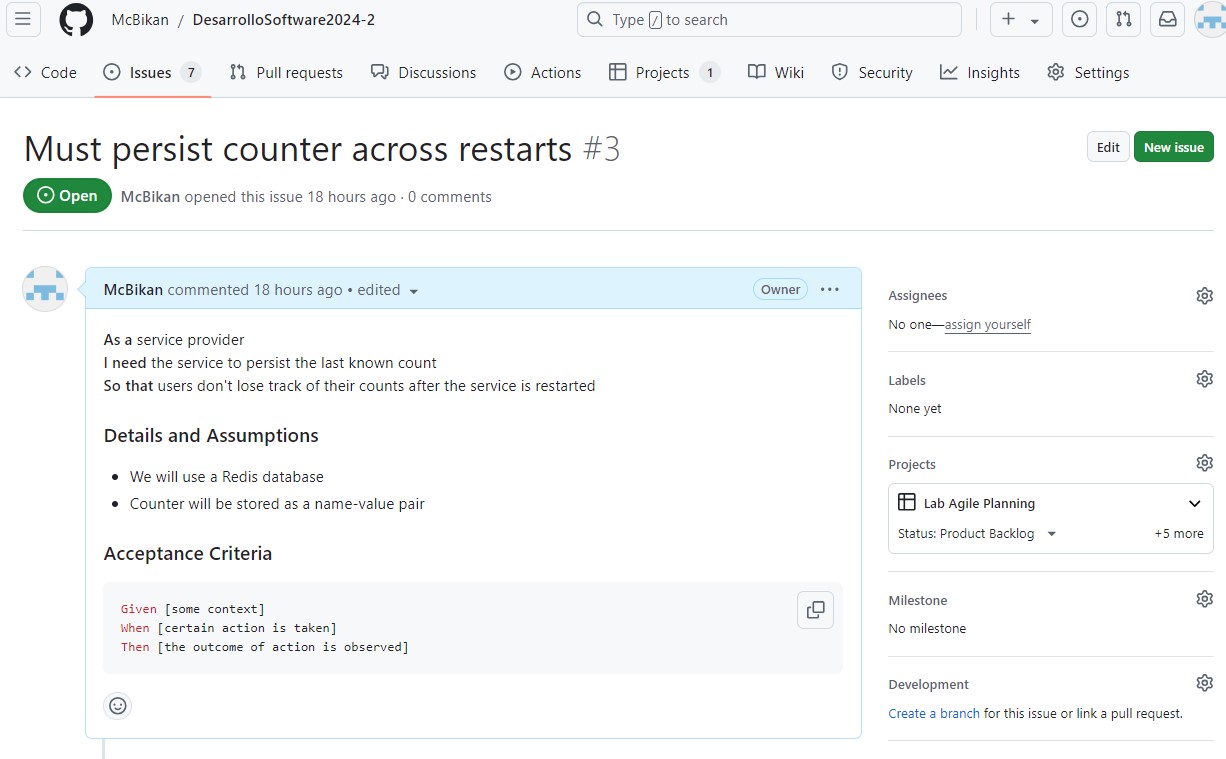 McBikan / DesarrolloSoftware2024-2
Type / to search
Code
Issues 7
Pull requests
Discussions
Actions
Projects 1
Wiki
Security
Insights
Settings
Must persist counter across restarts #3
Edit
New issue
Open
McBikan opened this issue 18 hours ago · 0 comments
McBikan commented 18 hours ago • edited
Owner
As a service provider
I need the service to persist the last known count
So that users don't lose track of their counts after the service is restarted
Details and Assumptions
• We will use a Redis database
• Counter will be stored as a name-value pair
Acceptance Criteria
Given [some context]
When [certain action is taken]
Then [the outcome of action is observed]
Assignees
No one—assign yourself
Labels
None yet
Projects
Lab Agile Planning
Status: Product Backlog
+5 more
Milestone
No milestone
Development
Create a branch for this issue or link a pull request.